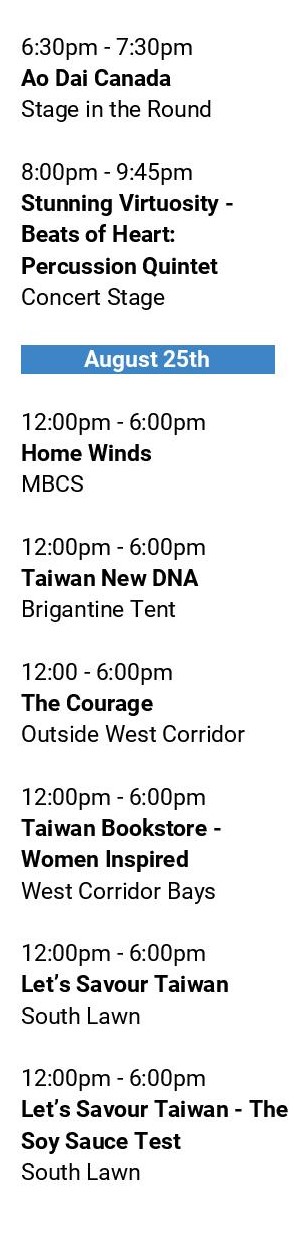 6:30pm - 7:30pm
Ao Dai Canada
Stage in the Round
8:00pm - 9:45pm
Stunning Virtuosity -
Beats of Heart:
Percussion Quintet
Concert Stage
August 25th
12:00pm - 6:00pm
Home Winds
MBCS
12:00pm - 6:00pm
Taiwan New DNA
Brigantine Tent
12:00 - 6:00pm
The Courage
Outside West Corridor
12:00pm - 6:00pm
Taiwan Bookstore -
Women Inspired
West Corridor Bays
12:00pm - 6:00pm
Let’s Savour Taiwan
South Lawn
12:00pm - 6:00pm
Let’s Savour Taiwan - The
Soy Sauce Test
South Lawn